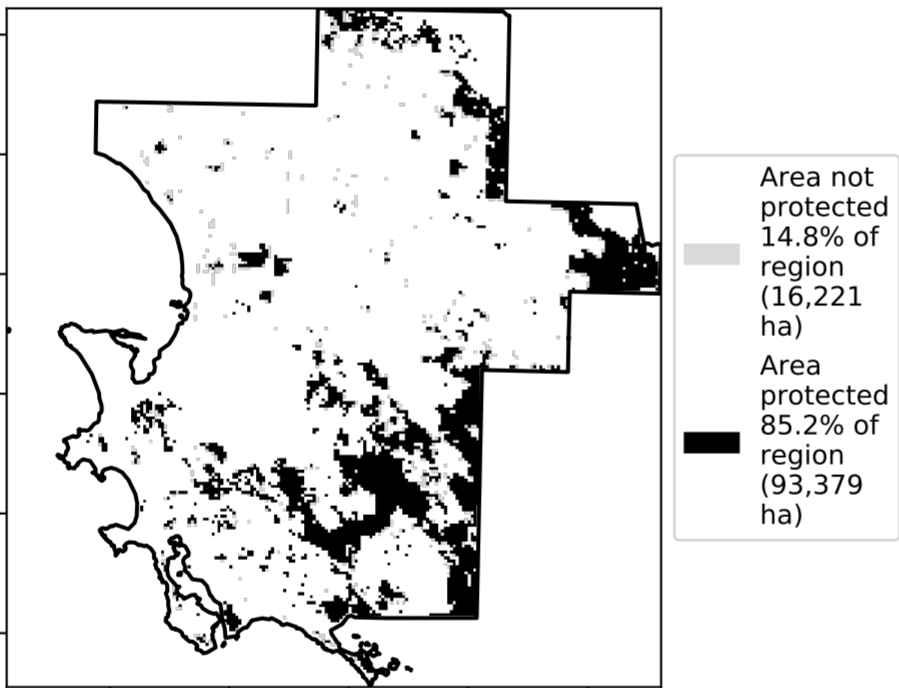 Area not
protected
14.8% of
region
(16,221
ha)
Area
protected
85.2% of
region
(93,379
ha)